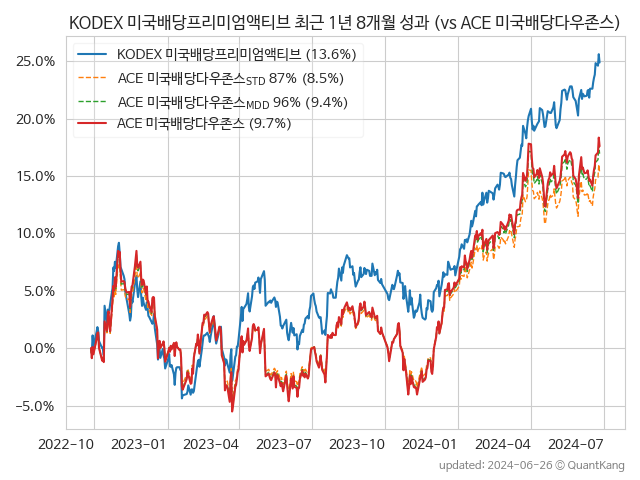 KODEX 미국배당프리미엄액티브 최근 1년 8개월 성과 (vs ACE 미국배당다우존스)
KODEX 미국배당프리미엄액티브 (13.6%)
ACE 미국배당다우존스STD 87% (8.5%)
ACE 미국배당다우존스MDD 96% (9.4%)
ACE 미국배당다우존스 (9.7%)
25.0%
20.0%
15.0%
10.0%
5.0%
0.0%
−5.0%
2022-10 2023-01 2023-04 2023-07 2023-10 2024-01 2024-04 2024-07
updated: 2024-06-26 © QuantKang